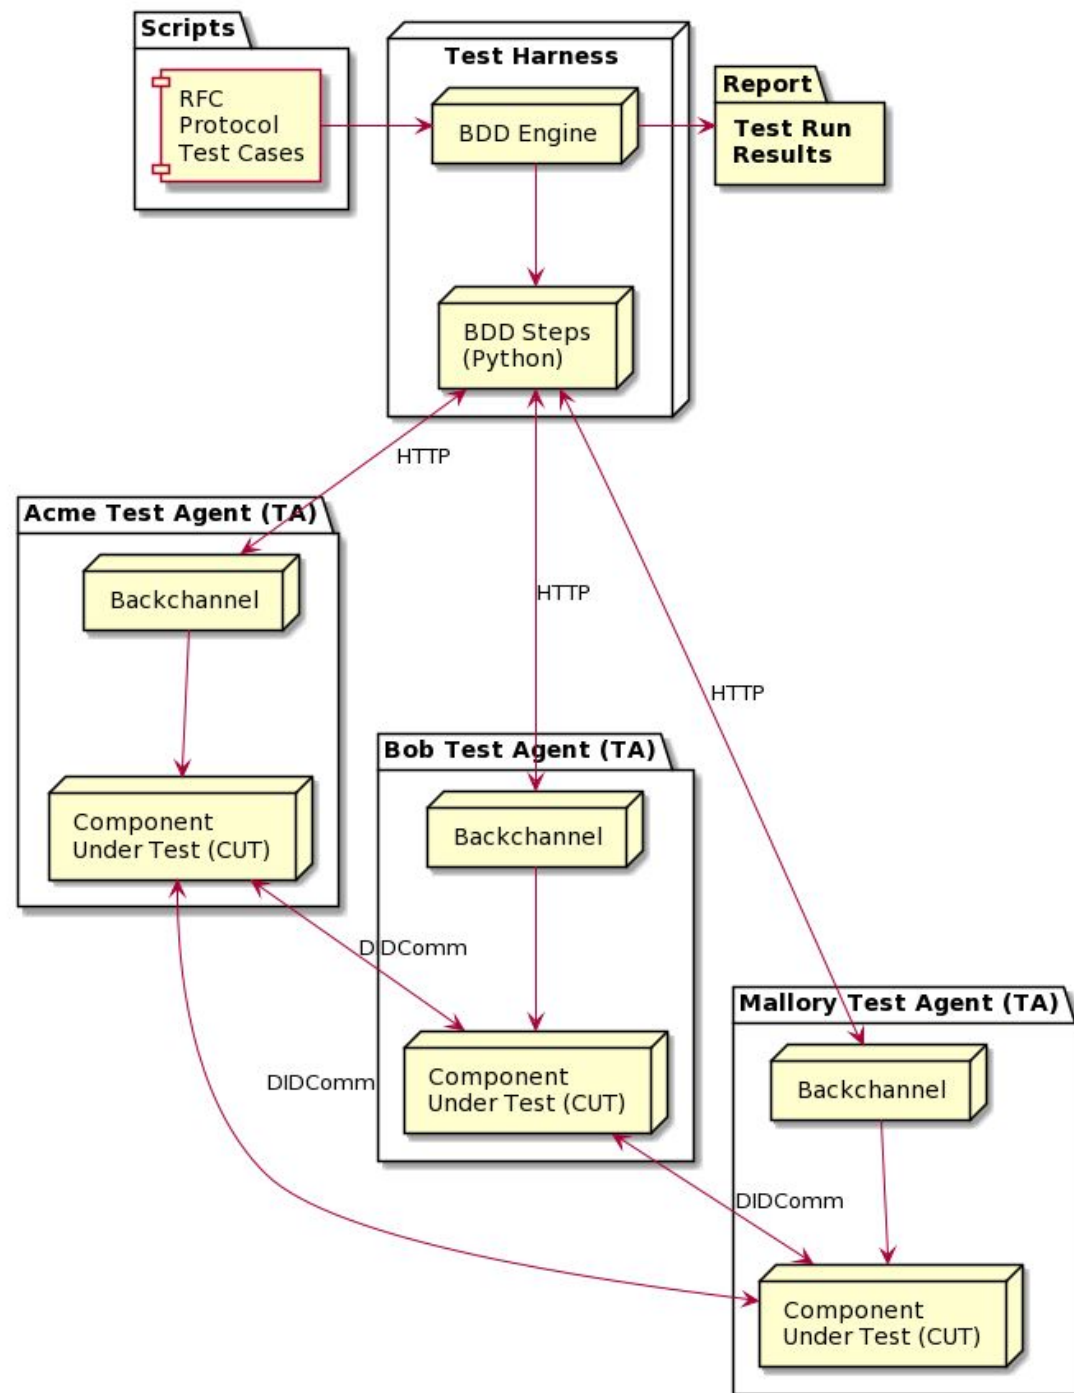 Scripts
RFC
Protocol
Test Cases
Test Harness
BDD Engine
Report
Test Run
Results
BDD Steps
(Python)
HTTP
HTTP
HTTP
Acme Test Agent (TA)
Backchannel
Component
Under Test (CUT)
Bob Test Agent (TA)
Backchannel
Component
Under Test (CUT)
DIDComm
DIDComm
DIDComm
Mallory Test Agent (TA)
Backchannel
Component
Under Test (CUT)